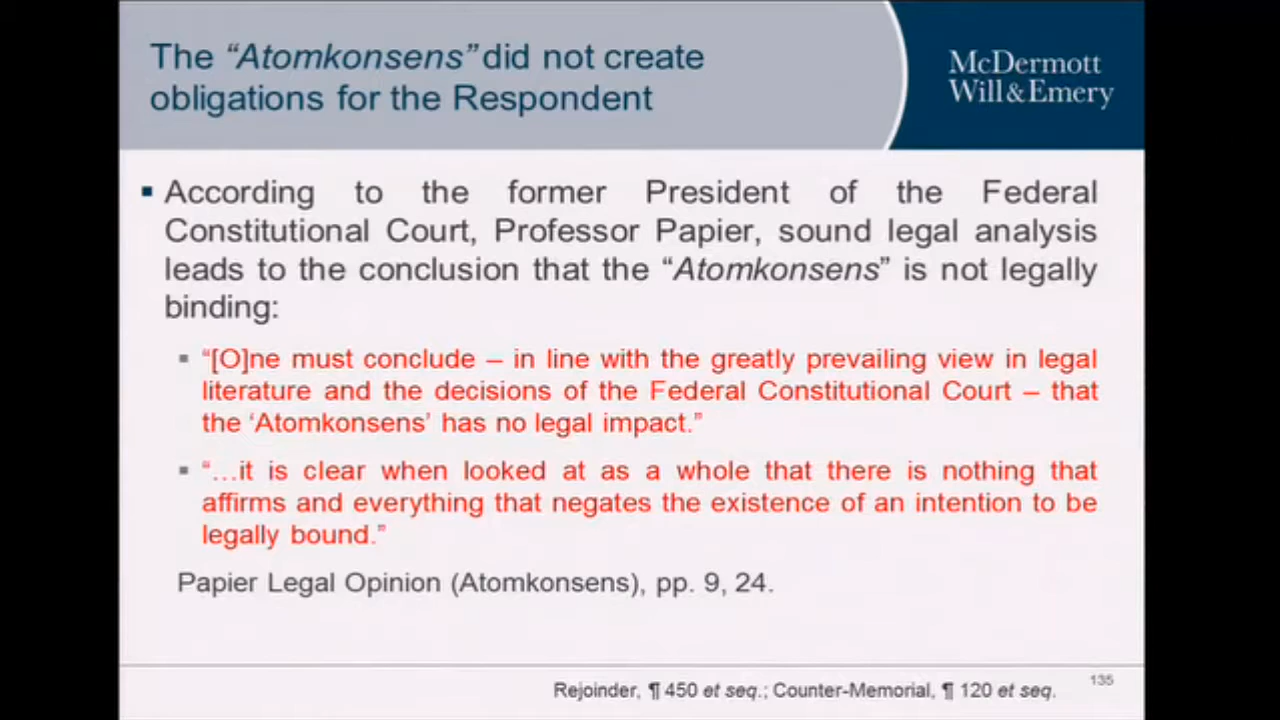 The “Atomkonsens” did not create
obligations for the Respondent
McDermott
Will & Emery
▪ According to the former President of the Federal
Constitutional Court, Professor Papier, sound legal analysis
leads to the conclusion that the “Atomkonsens” is not legally
binding:
▪ “[O]ne must conclude – in line with the greatly prevailing view in legal
literature and the decisions of the Federal Constitutional Court – that
the ‘Atomkonsens’ has no legal impact.”
▪ “…it is clear when looked at as a whole that there is nothing that
affirms and everything that negates the existence of an intention to be
legally bound.”
Papier Legal Opinion (Atomkonsens), pp. 9, 24.
Rejoinder, ¶ 450 et seq.; Counter-Memorial, ¶ 120 et seq.
135